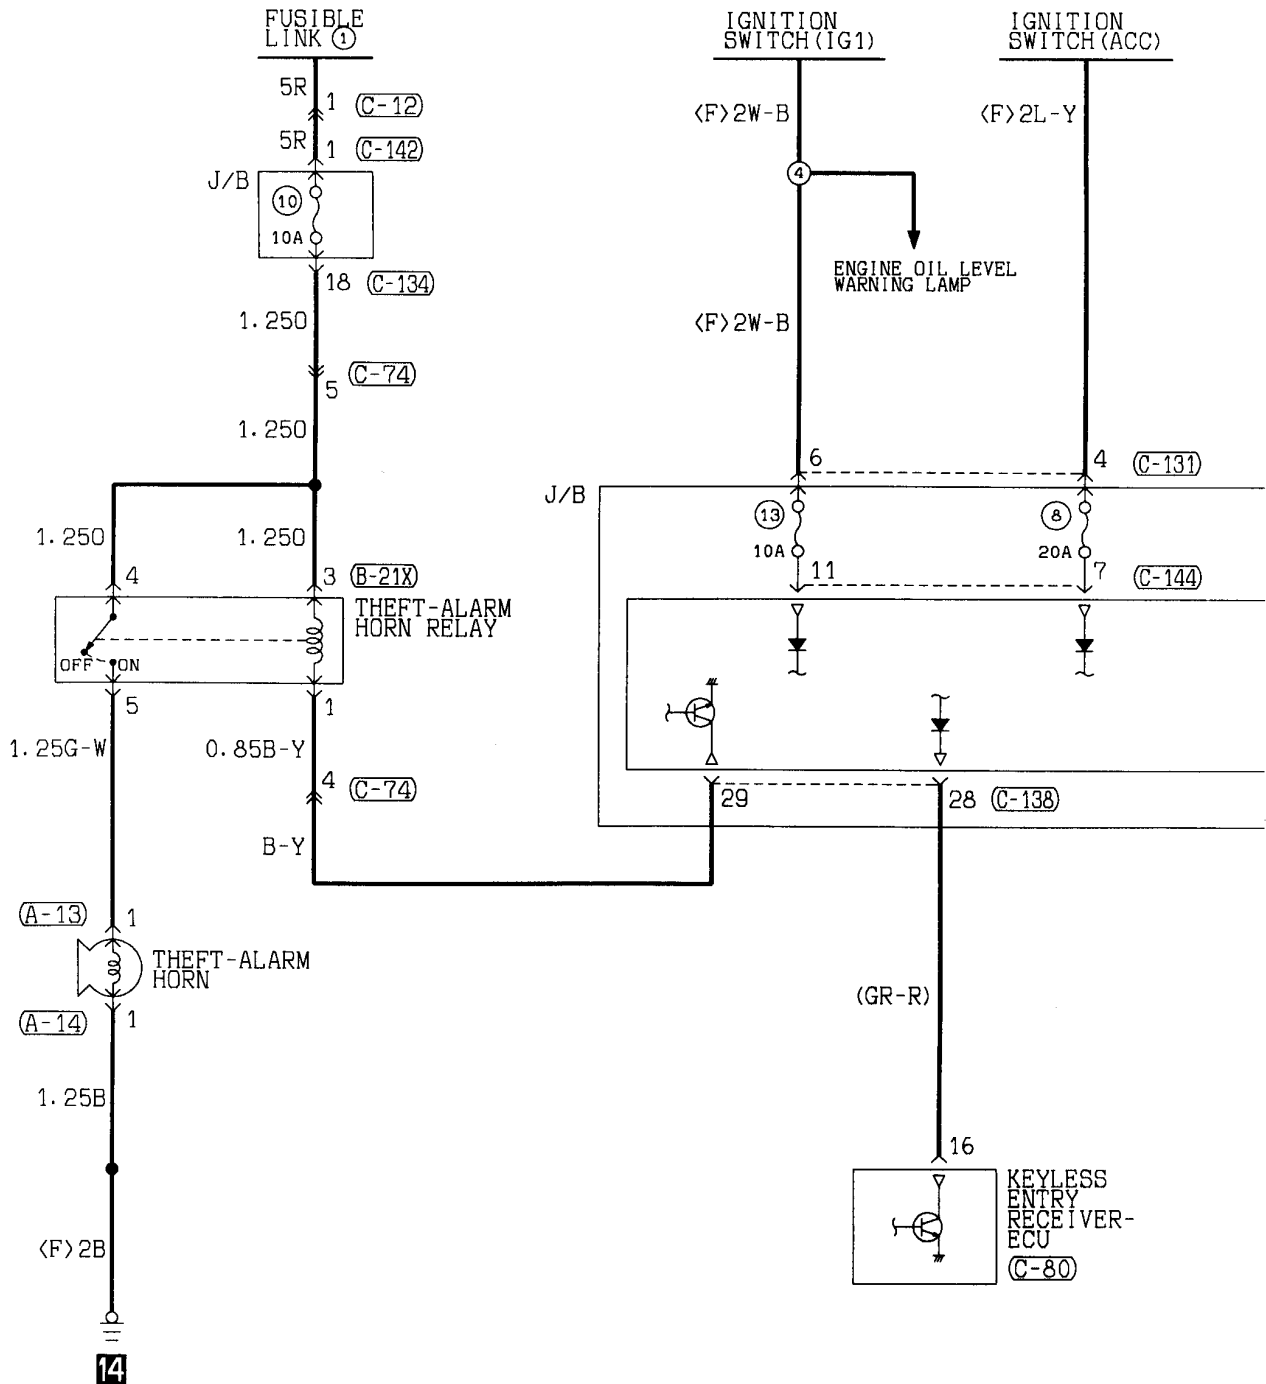 FUSIBLE
LINK ①
IGNITION
SWITCH(IG1)
IGNITION
SWITCH(ACC)
5R
1
C-12
<F>2W-B
<F>2L-Y
5R
1
C-142
J/B
10
10A
4
18
C-134
ENGINE OIL LEVEL
WARNING LAMP
1.25O
<F>2W-B
5
C-74
1.25O
6
4
C-131
J/B
13
10A
8
20A
1.25O
1.25O
11
7
C-144
4
3
B-21X
THEFT-ALARM
HORN RELAY
OFF
ON
5
1
1.25G-W
0.85B-Y
4
C-74
29
28
C-138
B-Y
A-13
1
THEFT-ALARM
HORN
A-14
1
(GR-R)
1.25B
16
KEYLESS
ENTRY
RECEIVER-
ECU
C-80
<F>2B
14